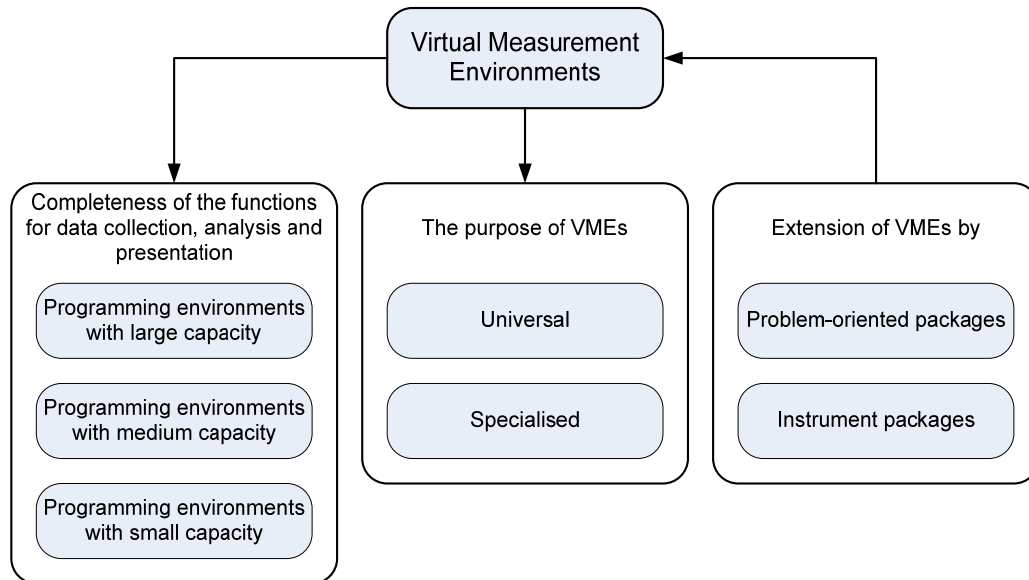 Virtual Measurement
Environments
Completeness of the functions
for data collection, analysis and
presentation
Programming environments
with large capacity
Programming environments
with medium capacity
Programming environments
with small capacity
The purpose of VMEs
Universal
Specialised
Extension of VMEs by
Problem-oriented packages
Instrument packages